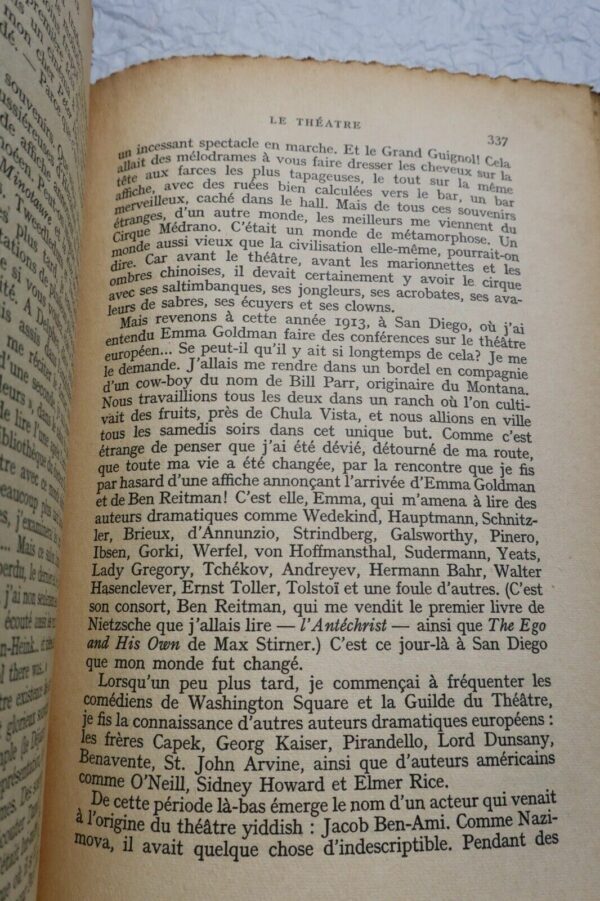 LE THÉATRE
337
un incessant spectacle en marche. Et le Grand Guignol! Cela
allait des mélodrames à vous faire dresser les cheveux sur la
tête aux farces les plus tapageuses, le tout sur la même
affiche, avec des ruées bien calculées vers le bar, un bar
merveilleux, caché dans le hall. Mais de tous ces souvenirs
étranges, d'un autre monde, les meilleurs me viennent du
Cirque Médrano. C'était un monde de métamorphose. Un
monde aussi vieux que la civilisation elle-même, pourrait-on
dire. Car avant le théâtre, avant les marionnettes et les
ombres chinoises, il devait certainement y avoir le cirque
avec ses saltimbanques, ses jongleurs, ses acrobates, ses ava-
leurs de sabres, ses écuyers et ses clowns.
Mais revenons à cette année 1913, à San Diego, où j'ai
entendu Emma Goldman faire des conférences sur le théâtre
européen... Se peut-il qu'il y ait si longtemps de cela? Je me
le demande. J'allais me rendre dans un bordel en compagnie
d'un cow-boy du nom de Bill Parr, originaire du Montana.
Nous travaillions tous les deux dans un ranch où l'on culti-
vait des fruits, près de Chula Vista, et nous allions en ville
tous les samedis soirs dans cet unique but. Comme c'est
étrange de penser que j'ai été dévié, détourné de ma route,
que toute ma vie a été changée, par la rencontre que je fis
par hasard d'une affiche annonçant l'arrivée d'Emma Goldman
et de Ben Reitman! C'est elle, Emma, qui m'amena à lire des
auteurs dramatiques comme Wedekind, Hauptmann, Schnitz-
ler, Brieux, d'Annunzio, Strindberg, Galsworthy, Pinero,
Ibsen, Gorki, Werfel, von Hoffmansthal, Sudermann, Yeats,
Lady Gregory, Tchékov, Andreyev, Hermann Bahr, Walter
Hasenclever, Ernst Toller, Tolstoï et une foule d'autres. (C'est
son consort, Ben Reitman, qui me vendit le premier livre de
Nietzsche que j'allais lire — l'Antéchrist — ainsi que The Ego
and His Own de Max Stirner.) C'est ce jour-là à San Diego
que mon monde fut changé.
Lorsqu'un peu plus tard, je commençai à fréquenter les
comédiens de Washington Square et la Guilde du Théâtre,
je fis la connaissance d'autres auteurs dramatiques européens :
les frères Capek, Georg Kaiser, Pirandello, Lord Dunsany,
Benavente, St. John Arvine, ainsi que d'auteurs américains
comme O'Neill, Sidney Howard et Elmer Rice.
De cette période là-bas émerge le nom d'un acteur qui venait
à l'origine du théâtre yiddish : Jacob Ben-Ami. Comme Nazi-
mova, il avait quelque chose d'indescriptible. Pendant des